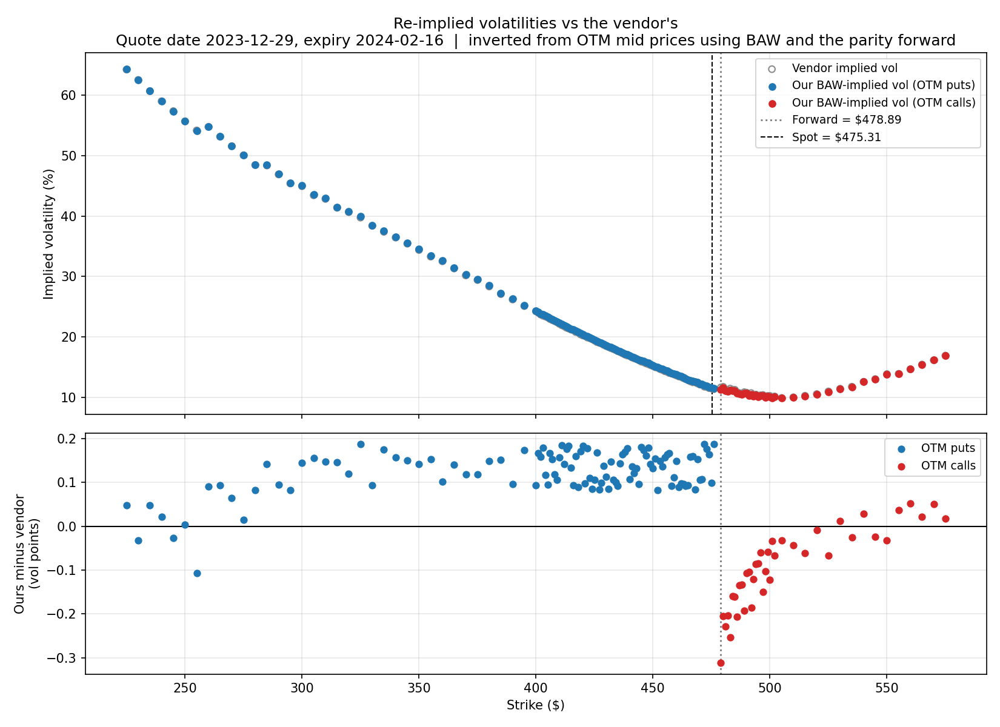 Re-implied volatilities vs the vendor's
Quote date 2023-12-29, expiry 2024-02-16  |  inverted from OTM mid prices using BAW and the parity forward
Implied volatility (%)
60
50
40
30
20
10
Vendor implied vol
Our BAW-implied vol (OTM puts)
Our BAW-implied vol (OTM calls)
Forward = $478.89
Spot = $475.31
Ours minus vendor
(vol points)
0.2
0.1
0.0
−0.1
−0.2
−0.3
OTM puts
OTM calls
250
300
350
400
450
500
550
Strike ($)